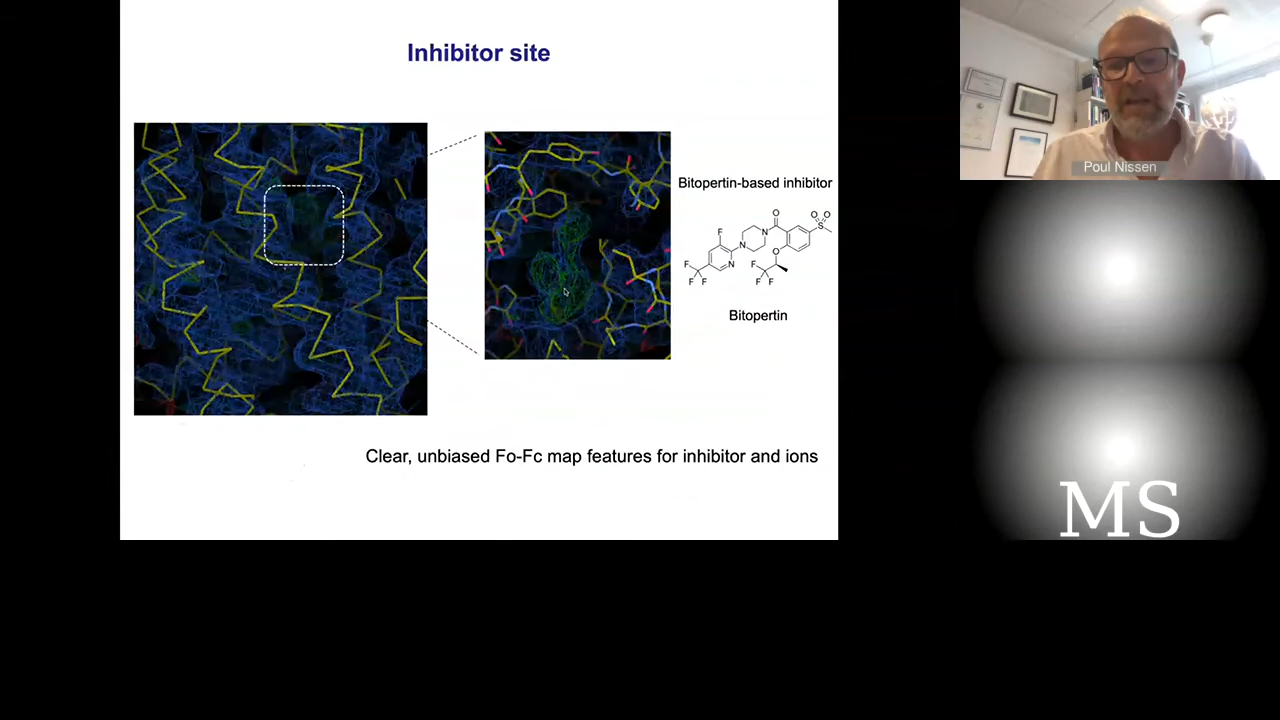 Inhibitor site
Poul Nissen
Bitopertin-based inhibitor
O
O
O
S
N
F
N
N
O
F
F
F
F
F
F
F
Bitopertin
Clear, unbiased Fo-Fc map features for inhibitor and ions
MS